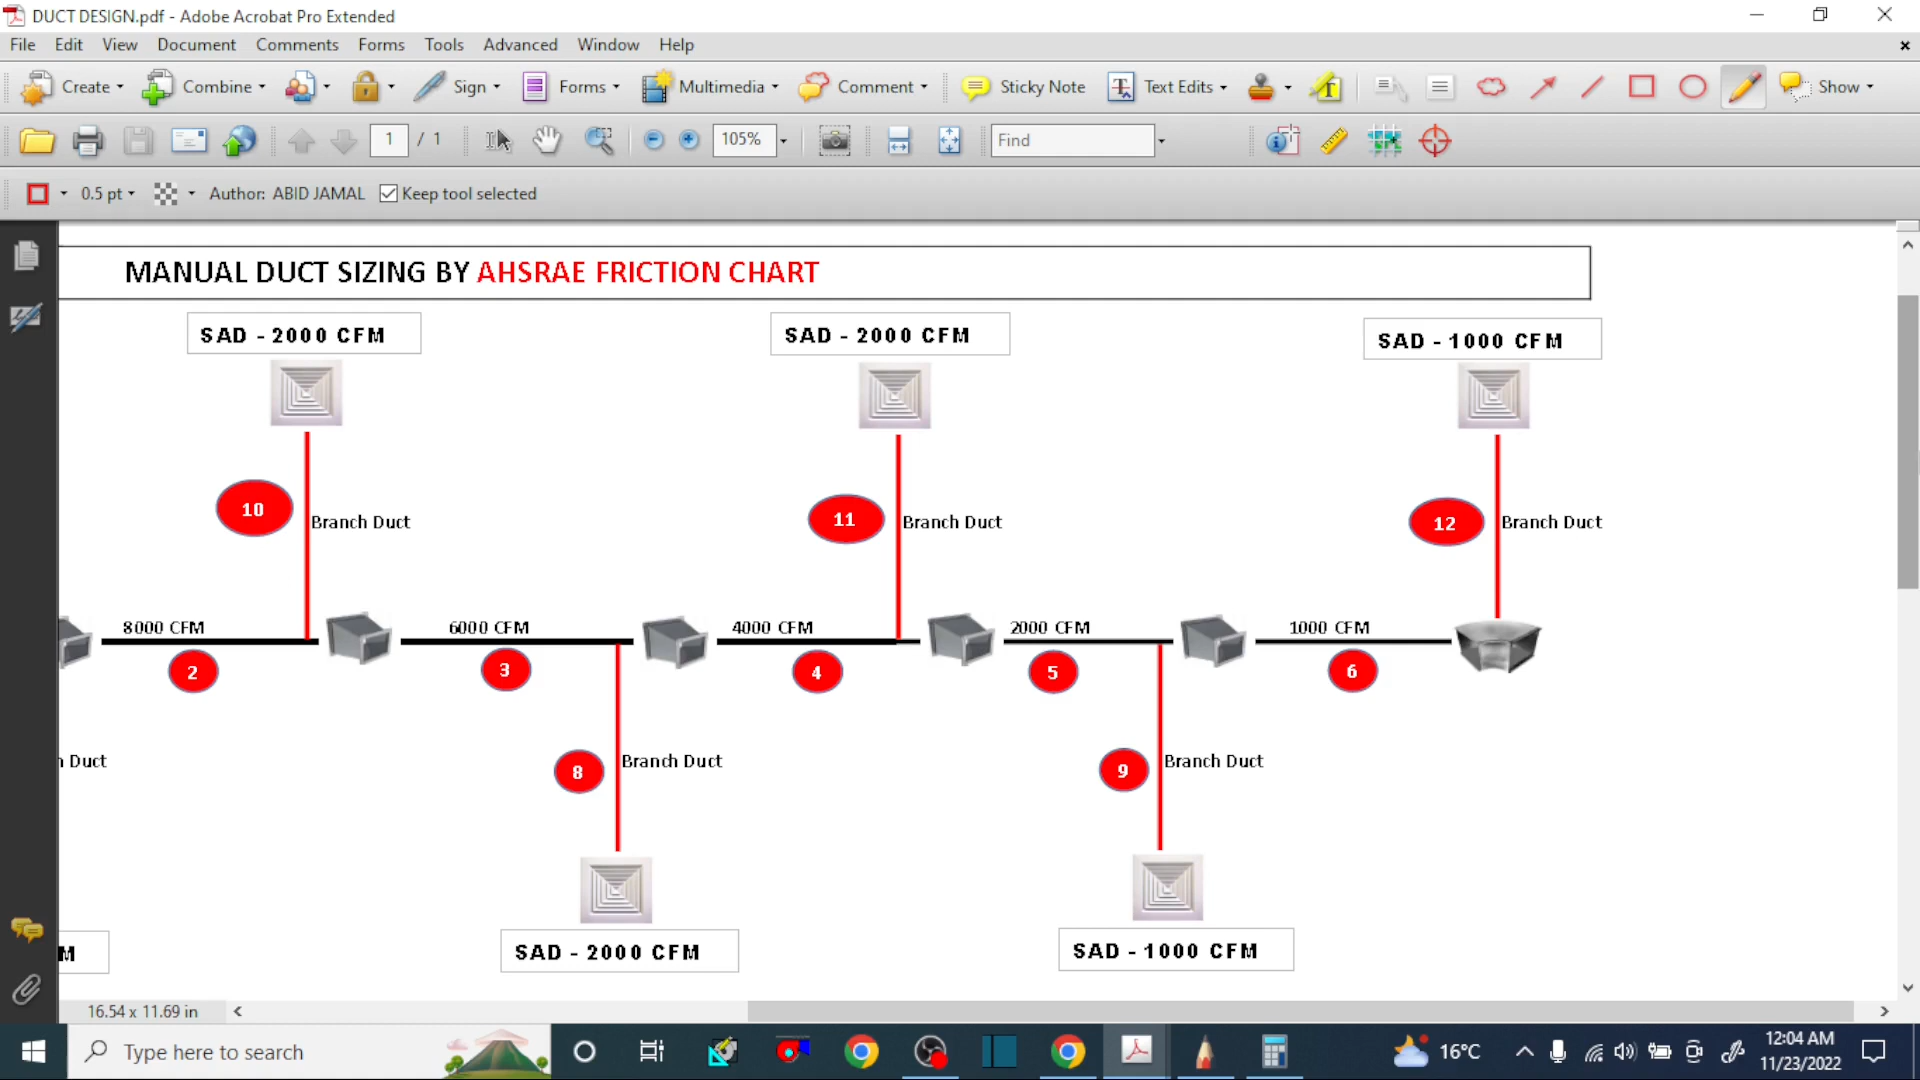 DUCT DESIGN.pdf - Adobe Acrobat Pro Extended
File Edit View Document Comments Forms Tools Advanced Window Help
Create Combine Sign Forms Multimedia Comment Sticky Note Text Edits Show
1 / 1 105% Find
0.5 pt Author: ABID JAMAL Keep tool selected
MANUAL DUCT SIZING BY AHSRAE FRICTION CHART
SAD - 2000 CFM
SAD - 2000 CFM
SAD - 1000 CFM
10
Branch Duct
11
Branch Duct
12
Branch Duct
8000 CFM
6000 CFM
4000 CFM
2000 CFM
1000 CFM
2
3
4
5
6
Duct
8
Branch Duct
9
Branch Duct
M
SAD - 2000 CFM
SAD - 1000 CFM
16.54 x 11.69 in
Type here to search
16°C
12:04 AM
11/23/2022